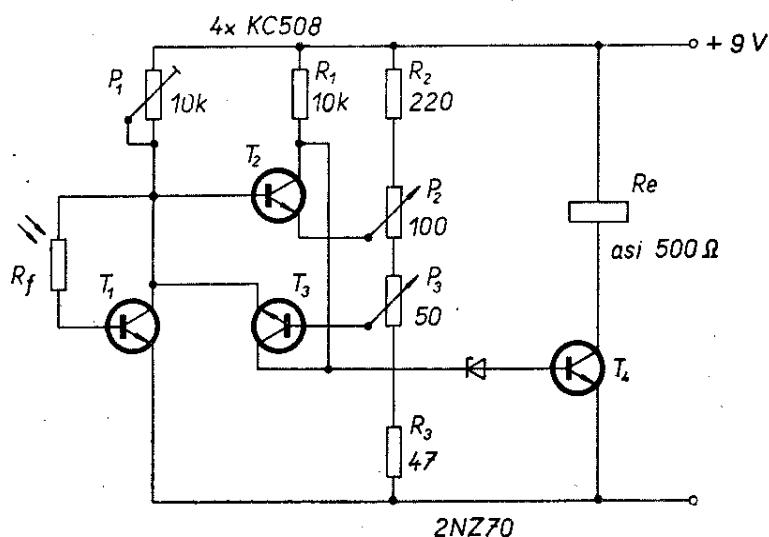 4x KC508
+ 9 V
P₁
10k
R₁
10k
R₂
220
T₂
P₂
100
Re
asi 500 Ω
Rf
T₁
T₃
P₃
50
T₄
R₃
47
2NZ70